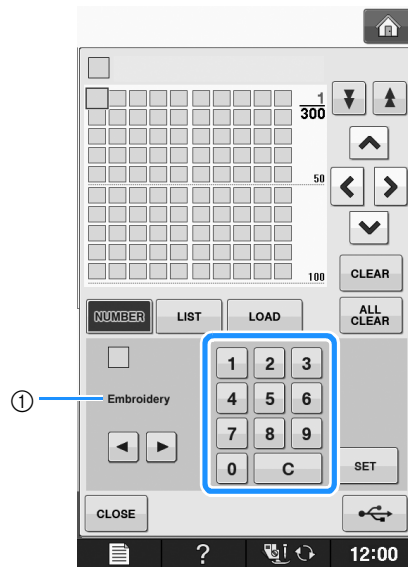 1
300
50
100
CLEAR
NUMBER LIST LOAD
ALL
CLEAR
1 2 3
① Embroidery
4 5 6
7 8 9
0 C
SET
CLOSE
? 12:00